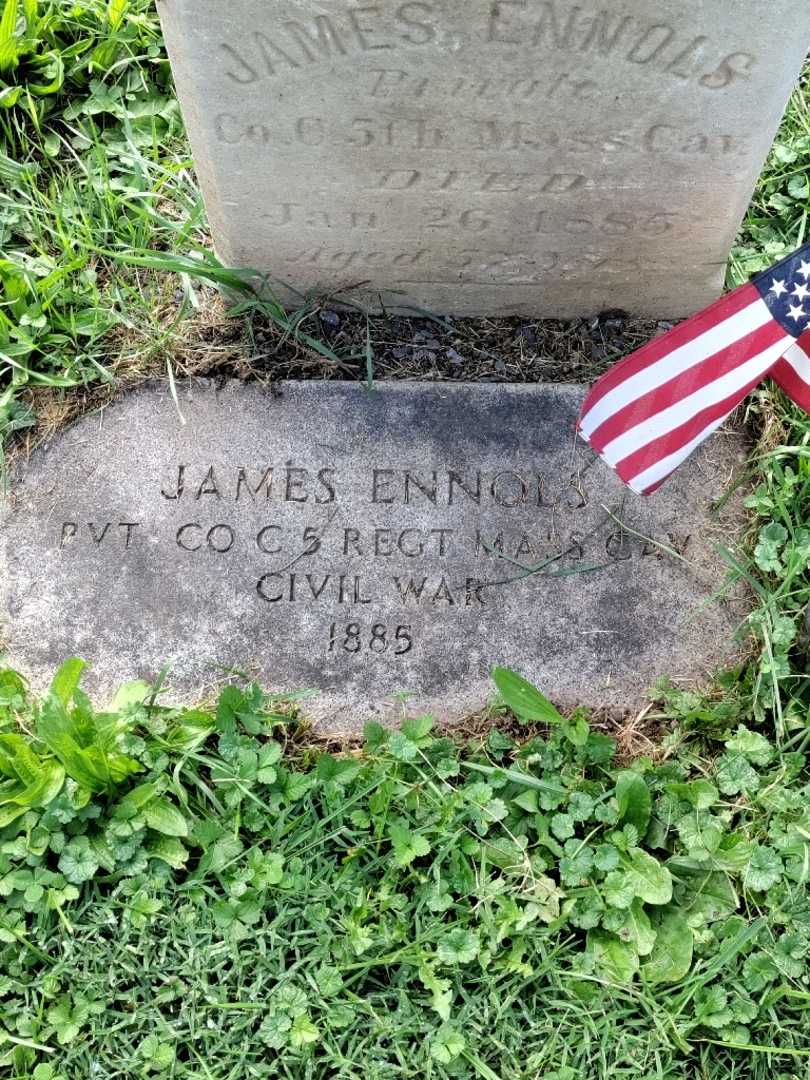 JAMES ENNOLS
Private
Co. C 5th Mass Cav
DIED
Jan 26 1885
Aged
JAMES ENNOLS
PVT CO C 5 REGT MASS CAV
CIVIL WAR
1885